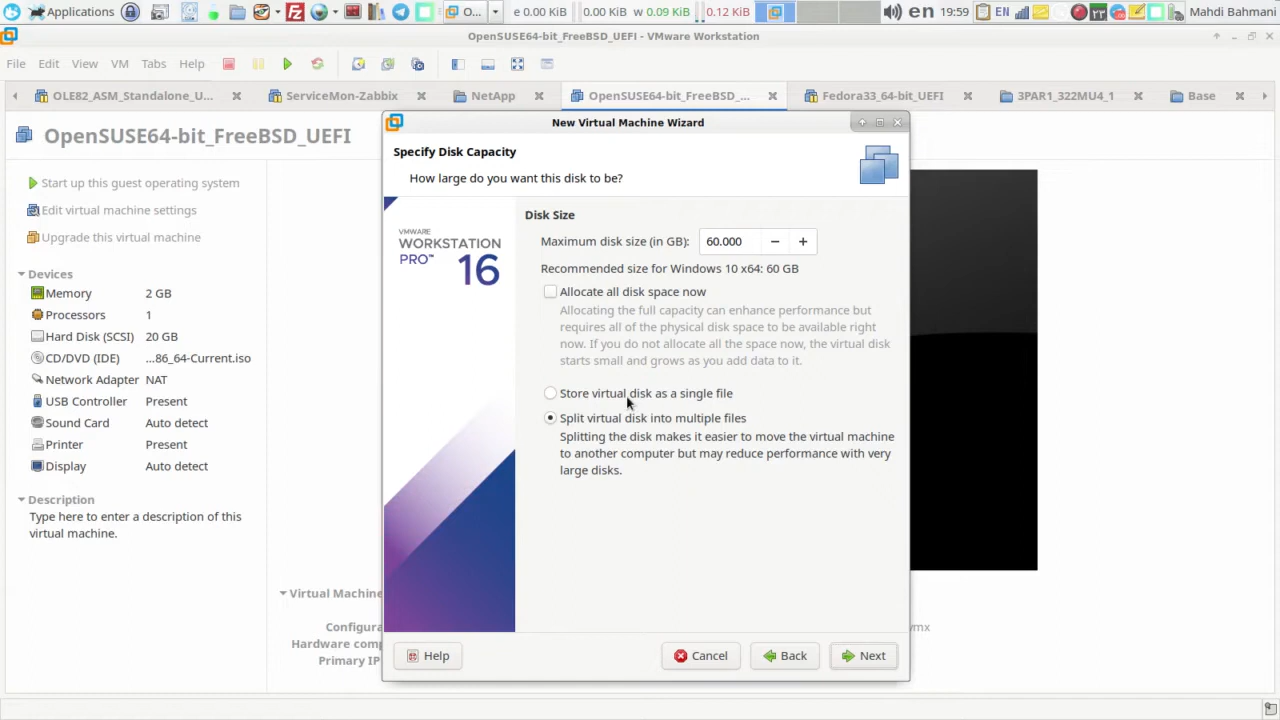 Applications
O...
e 0.00 KiB
0.00 KiB
w 0.09 KiB
0.12 KiB
en
19:59
EN
Mahdi Bahmani
OpenSUSE64-bit_FreeBSD_UEFI - VMware Workstation
File Edit View VM Tabs Help
OLE82_ASM_Standalone_U...
ServiceMon-Zabbix
NetApp
OpenSUSE64-bit_FreeBSD_...
Fedora33_64-bit_UEFI
3PAR1_322MU4_1
Base
OpenSUSE64-bit_FreeBSD_UEFI
Start up this guest operating system
Edit virtual machine settings
Upgrade this virtual machine
Devices
Memory 2 GB
Processors 1
Hard Disk (SCSI) 20 GB
CD/DVD (IDE) ...86_64-Current.iso
Network Adapter NAT
USB Controller Present
Sound Card Auto detect
Printer Present
Display Auto detect
Description
Type here to enter a description of this
virtual machine.
Virtual Machine
Configura
Hardware comp
Primary IP
vmx
New Virtual Machine Wizard
Specify Disk Capacity
How large do you want this disk to be?
VMWARE
WORKSTATION
PRO™ 16
Disk Size
Maximum disk size (in GB): 60.000 − +
Recommended size for Windows 10 x64: 60 GB
Allocate all disk space now
Allocating the full capacity can enhance performance but
requires all of the physical disk space to be available right
now. If you do not allocate all the space now, the virtual disk
starts small and grows as you add data to it.
Store virtual disk as a single file
Split virtual disk into multiple files
Splitting the disk makes it easier to move the virtual machine
to another computer but may reduce performance with very
large disks.
Help
Cancel
Back
Next